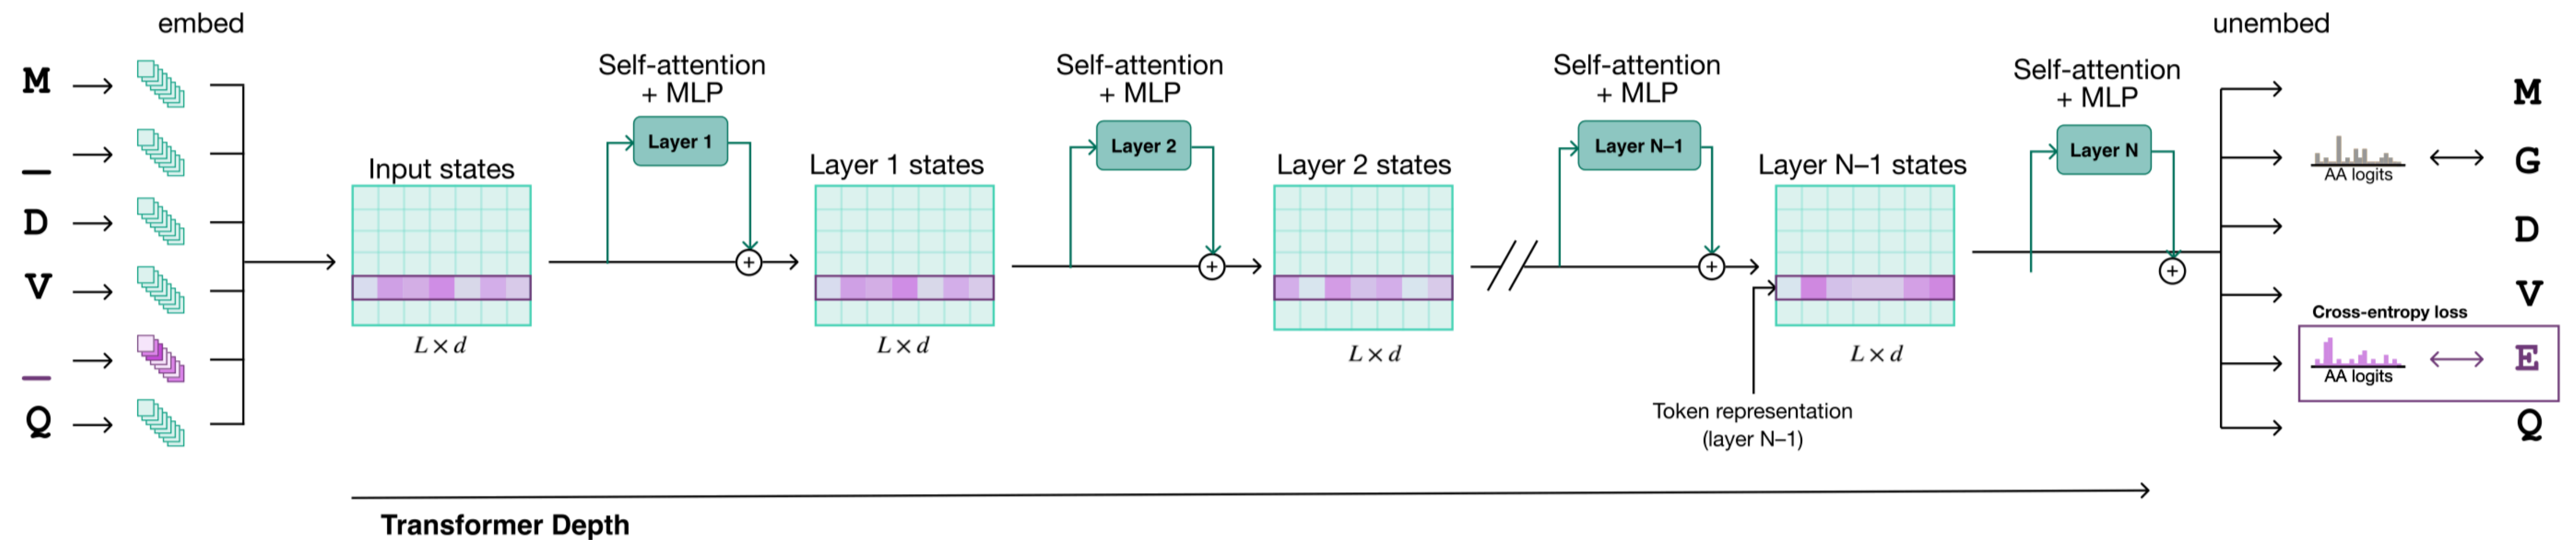 embed
unembed
M
_
D
V
_
Q
Input states
L × d
Self-attention
+ MLP
Layer 1
Layer 1 states
L × d
Self-attention
+ MLP
Layer 2
Layer 2 states
L × d
Self-attention
+ MLP
Layer N–1
Layer N–1 states
L × d
Token representation
(layer N–1)
Self-attention
+ MLP
Layer N
M
AA logits
G
D
V
Cross-entropy loss
AA logits
E
Q
Transformer Depth